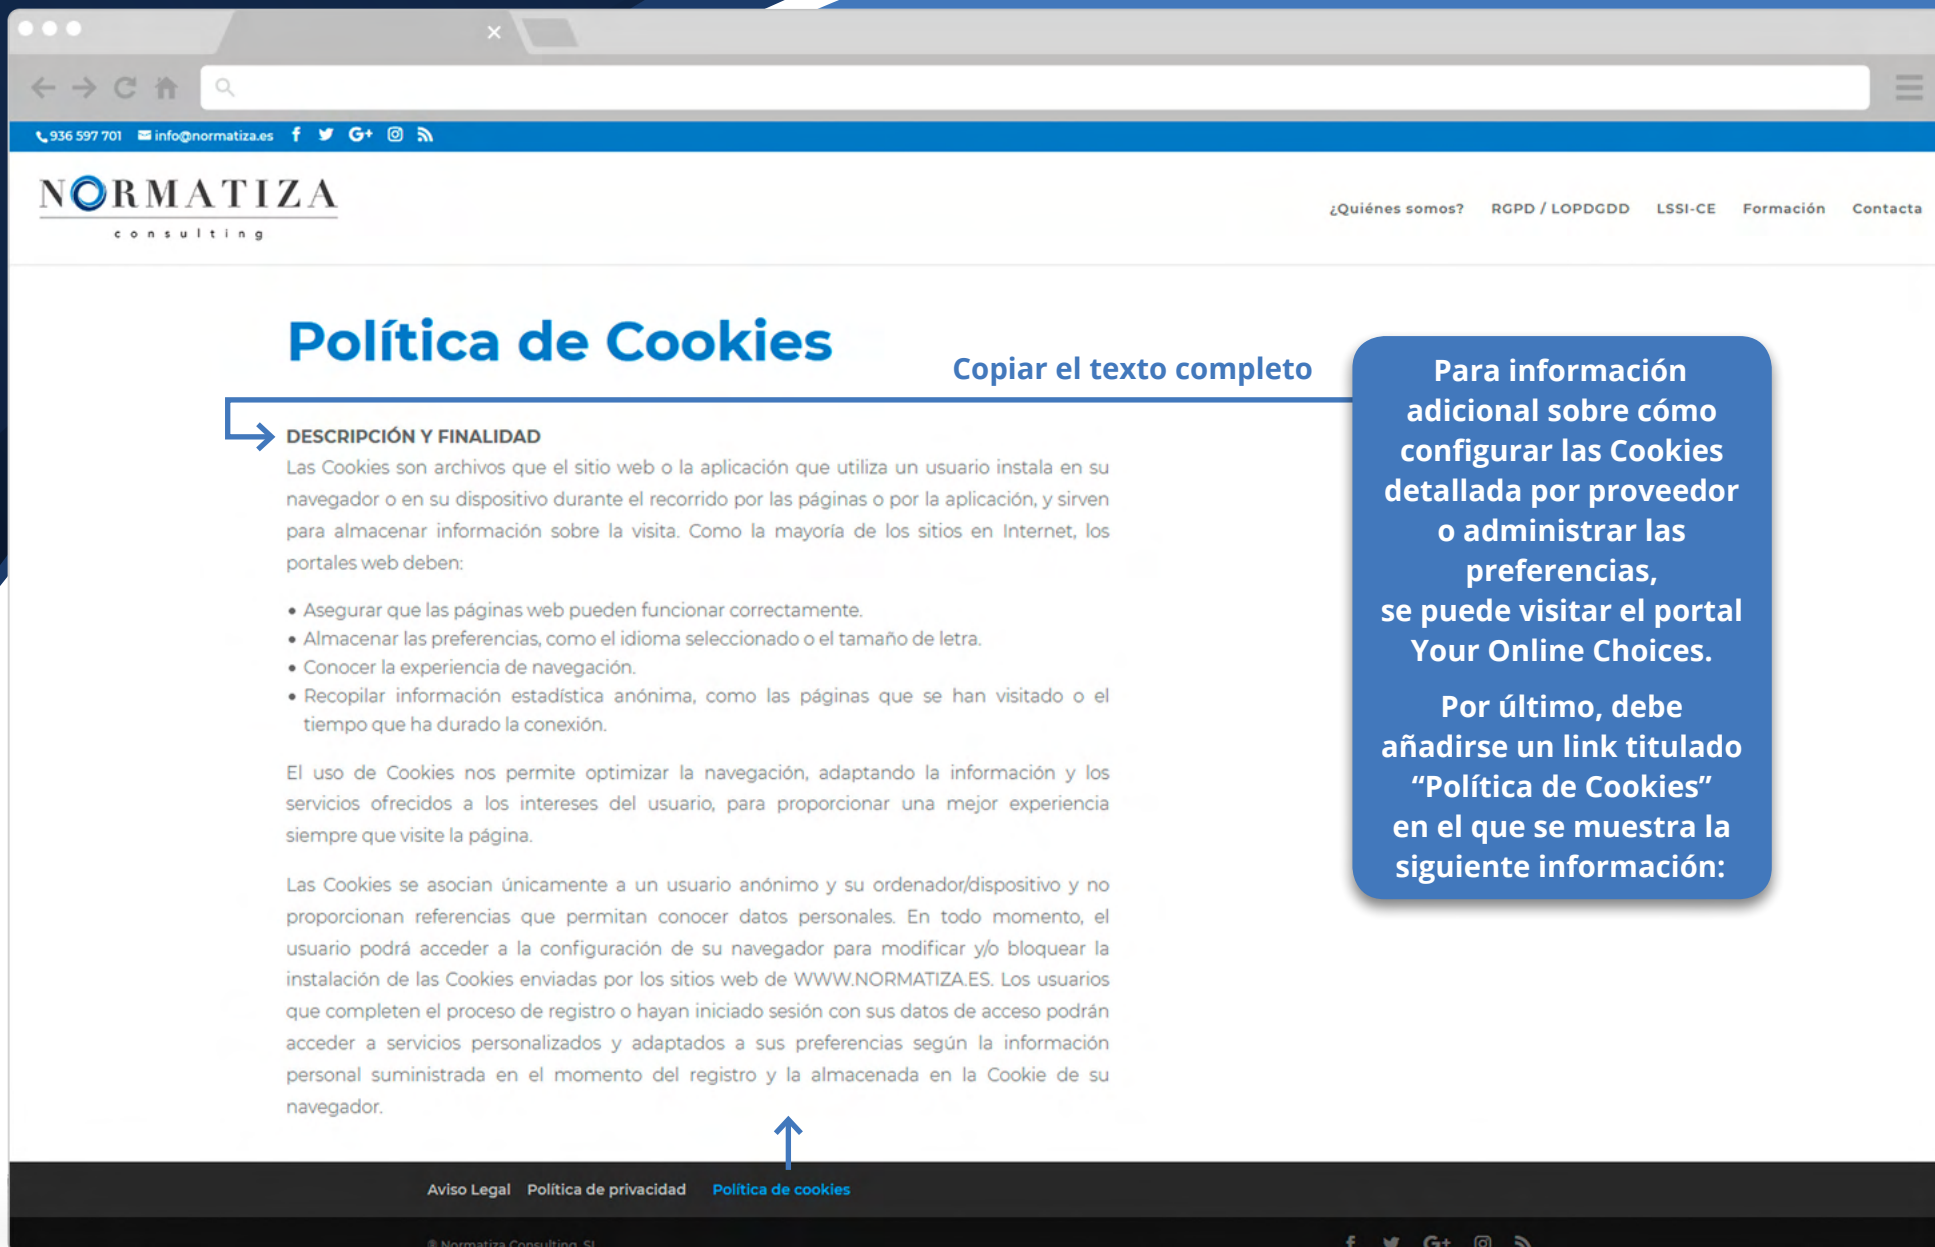 936 597 701 info@normatiza.es
NORMATIZA
consulting
¿Quiénes somos? RGPD / LOPDGDD LSSI-CE Formación Contacta
Política de Cookies
Copiar el texto completo
DESCRIPCIÓN Y FINALIDAD
Las Cookies son archivos que el sitio web o la aplicación que utiliza un usuario instala en su
navegador o en su dispositivo durante el recorrido por las páginas o por la aplicación, y sirven
para almacenar información sobre la visita. Como la mayoría de los sitios en Internet, los
portales web deben:
• Asegurar que las páginas web pueden funcionar correctamente.
• Almacenar las preferencias, como el idioma seleccionado o el tamaño de letra.
• Conocer la experiencia de navegación.
• Recopilar información estadística anónima, como las páginas que se han visitado o el
tiempo que ha durado la conexión.
El uso de Cookies nos permite optimizar la navegación, adaptando la información y los
servicios ofrecidos a los intereses del usuario, para proporcionar una mejor experiencia
siempre que visite la página.
Las Cookies se asocian únicamente a un usuario anónimo y su ordenador/dispositivo y no
proporcionan referencias que permitan conocer datos personales. En todo momento, el
usuario podrá acceder a la configuración de su navegador para modificar y/o bloquear la
instalación de las Cookies enviadas por los sitios web de WWW.NORMATIZA.ES. Los usuarios
que completen el proceso de registro o hayan iniciado sesión con sus datos de acceso podrán
acceder a servicios personalizados y adaptados a sus preferencias según la información
personal suministrada en el momento del registro y la almacenada en la Cookie de su
navegador.
Para información
adicional sobre cómo
configurar las Cookies
detallada por proveedor
o administrar las
preferencias,
se puede visitar el portal
Your Online Choices.
Por último, debe
añadirse un link titulado
“Política de Cookies”
en el que se muestra la
siguiente información:
Aviso Legal Política de privacidad Política de cookies
® Normatiza Consulting, SL